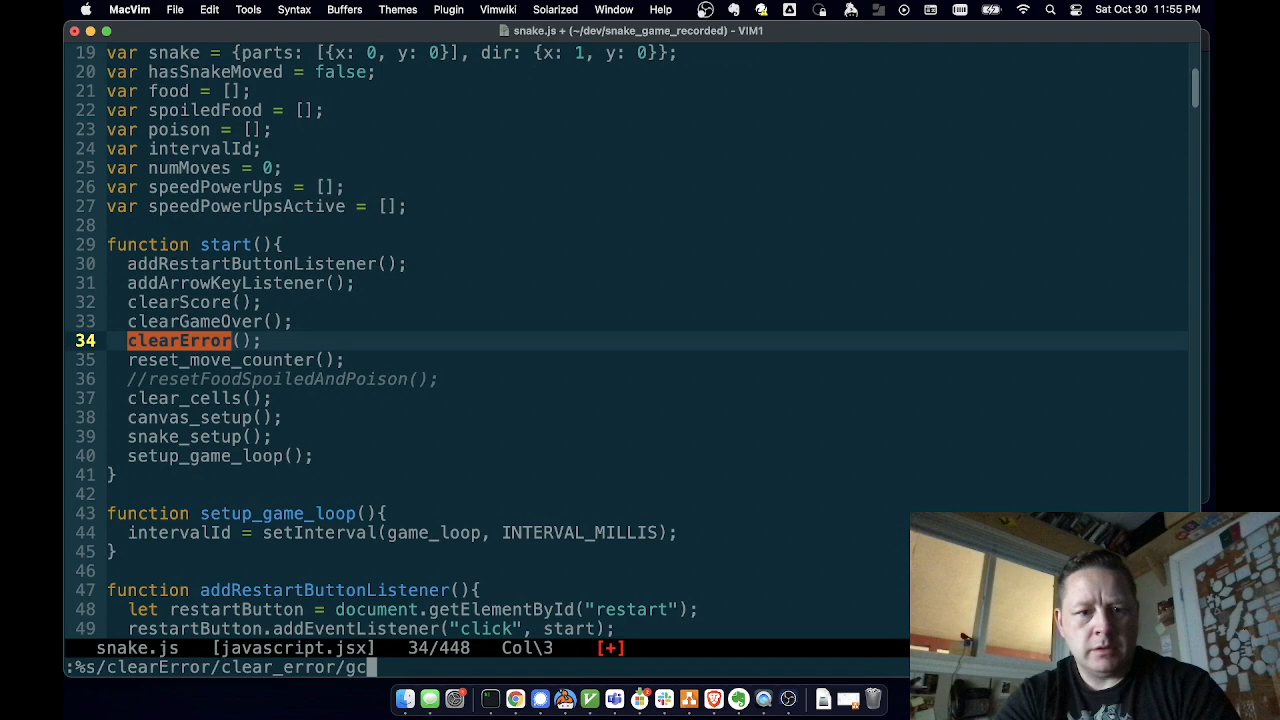 MacVim File Edit Tools Syntax Buffers Themes Plugin Vimwiki Solarized Window Help Sat Oct 30 11:55 PM
snake.js + (~/dev/snake_game_recorded) - VIM1
19 var snake = {parts: [{x: 0, y: 0}], dir: {x: 1, y: 0}};
20 var hasSnakeMoved = false;
21 var food = [];
22 var spoiledFood = [];
23 var poison = [];
24 var intervalId;
25 var numMoves = 0;
26 var speedPowerUps = [];
27 var speedPowerUpsActive = [];
28
29 function start(){
30 addRestartButtonListener();
31 addArrowKeyListener();
32 clearScore();
33 clearGameOver();
34 clearError();
35 reset_move_counter();
36 //resetFoodSpoiledAndPoison();
37 clear_cells();
38 canvas_setup();
39 snake_setup();
40 setup_game_loop();
41 }
42
43 function setup_game_loop(){
44 intervalId = setInterval(game_loop, INTERVAL_MILLIS);
45 }
46
47 function addRestartButtonListener(){
48 let restartButton = document.getElementById("restart");
49 restartButton.addEventListener("click", start);
snake.js [javascript.jsx] 34/448 Col\3 [+]
:%s/clearError/clear_error/gc